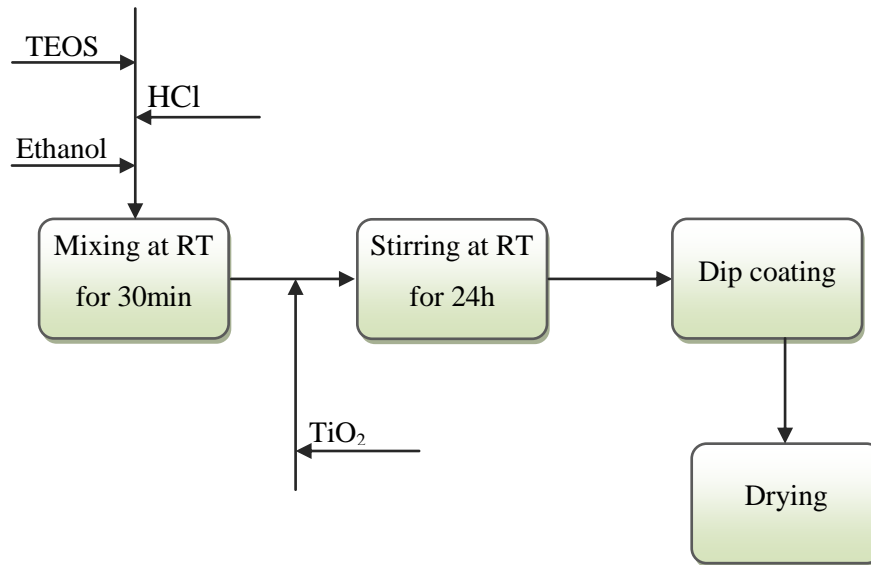 TEOS
HCl
Ethanol
Mixing at RT
for 30min
Stirring at RT
for 24h
Dip coating
TiO₂
Drying